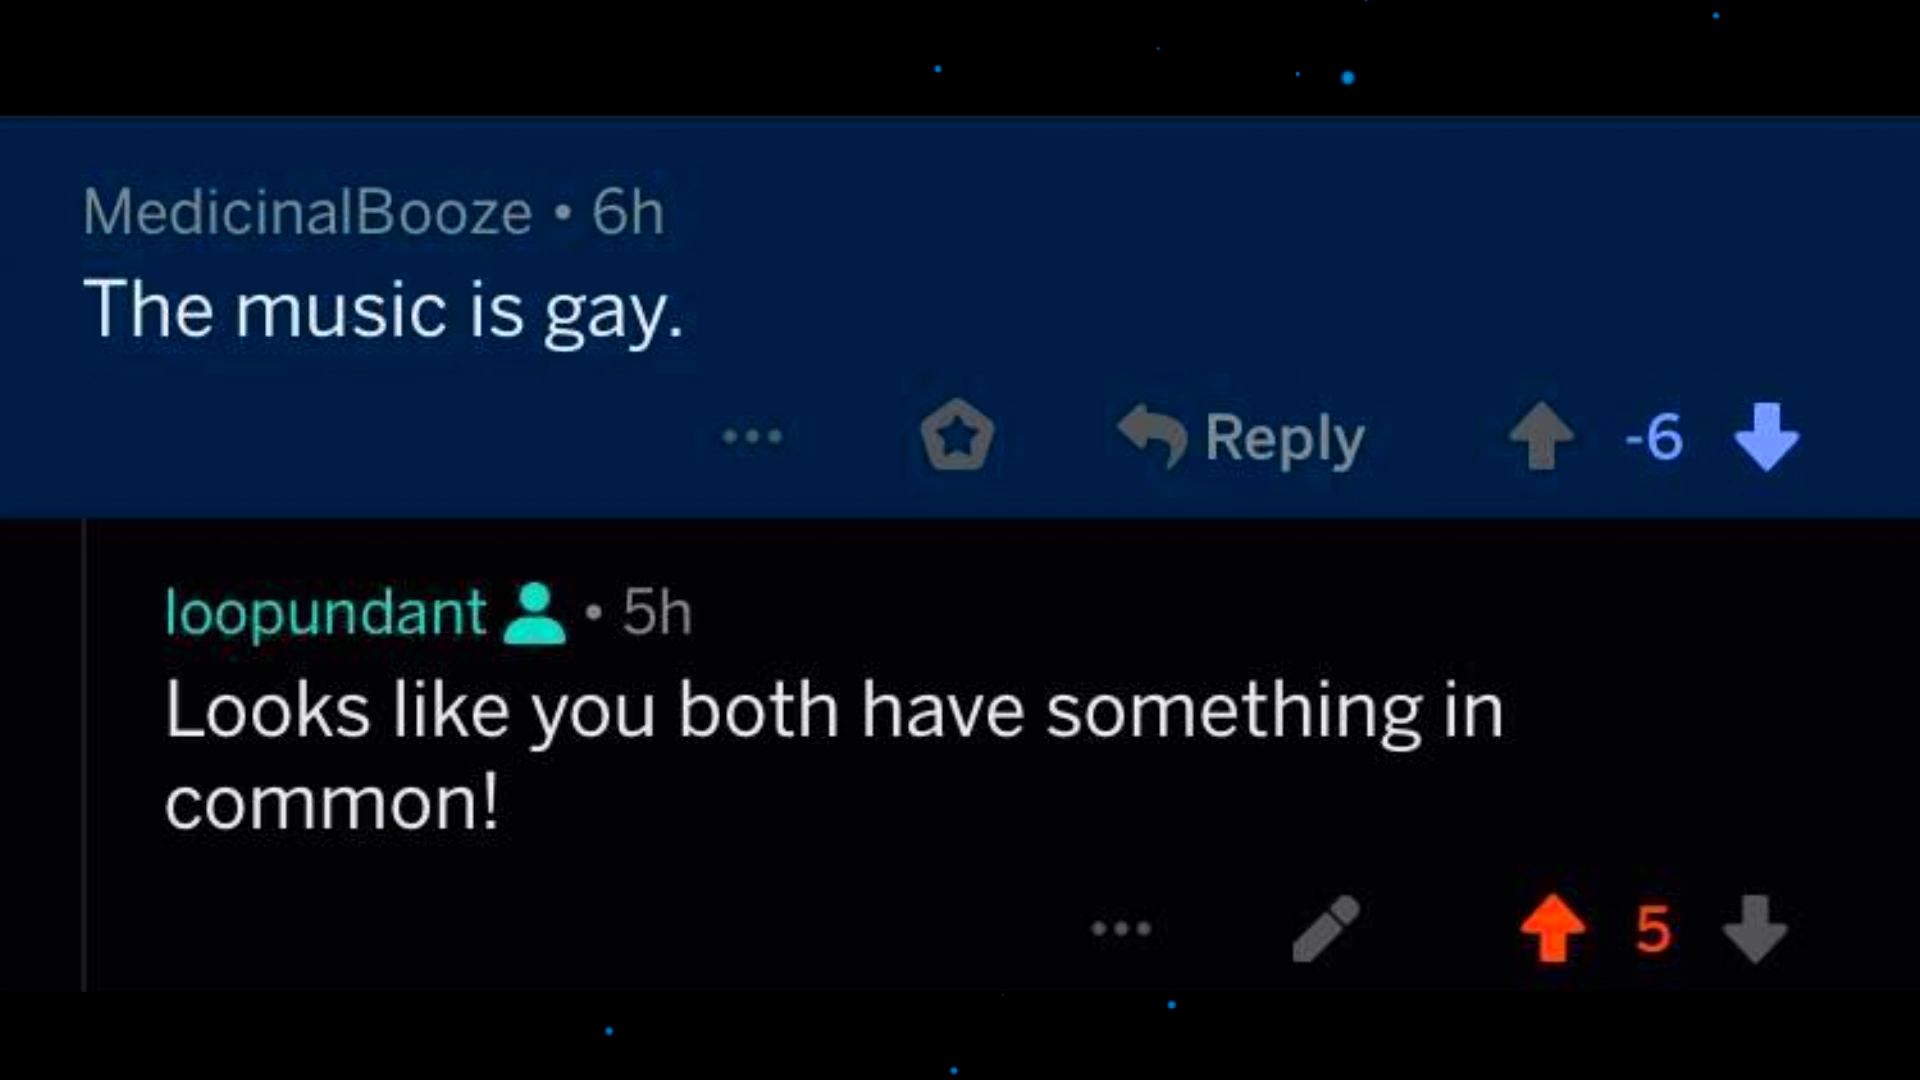 MedicinalBooze • 6h
The music is gay.
Reply -6
loopundant • 5h
Looks like you both have something in
common!
5